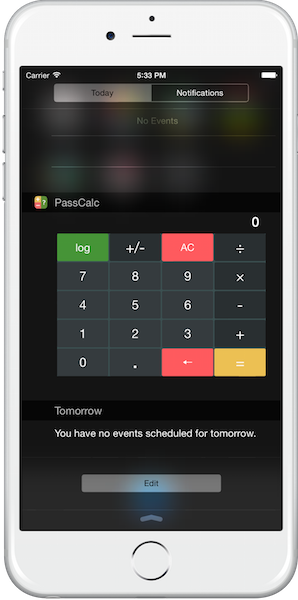 Carrier 5:33 PM
Today Notifications
No Events
PassCalc
0
log +/- AC ÷
7 8 9 ×
4 5 6 -
1 2 3 +
0 . ← =
Tomorrow
You have no events scheduled for tomorrow.
Edit